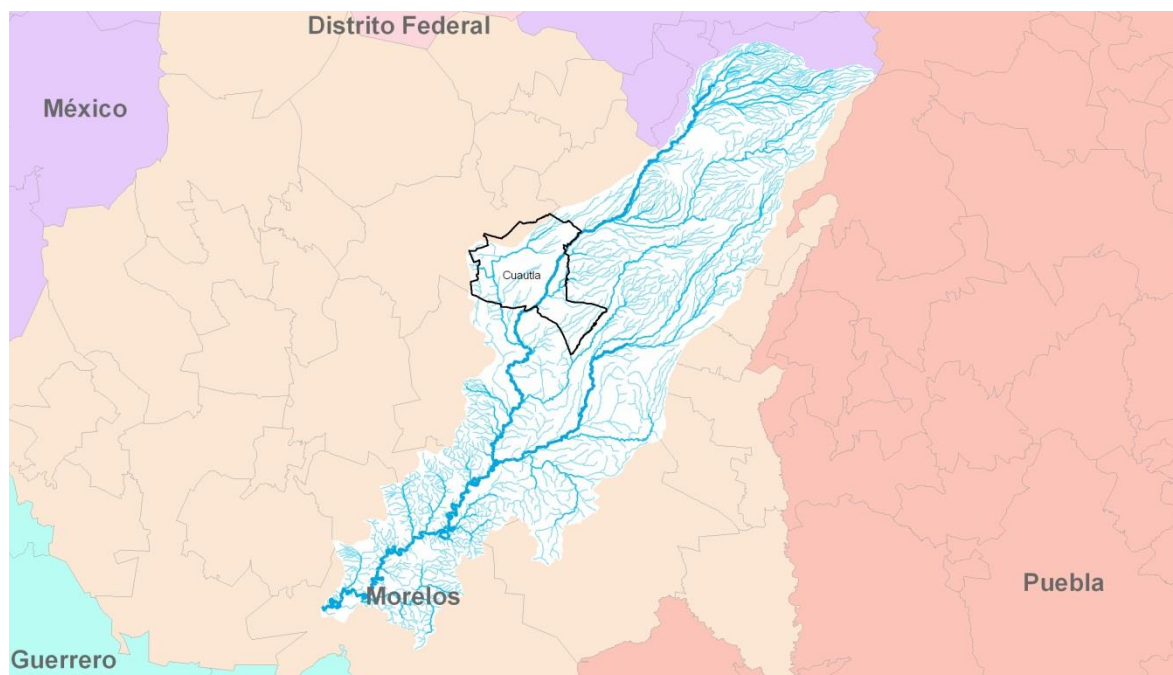 Distrito Federal
México
Cuautla
Morelos
Puebla
Guerrero